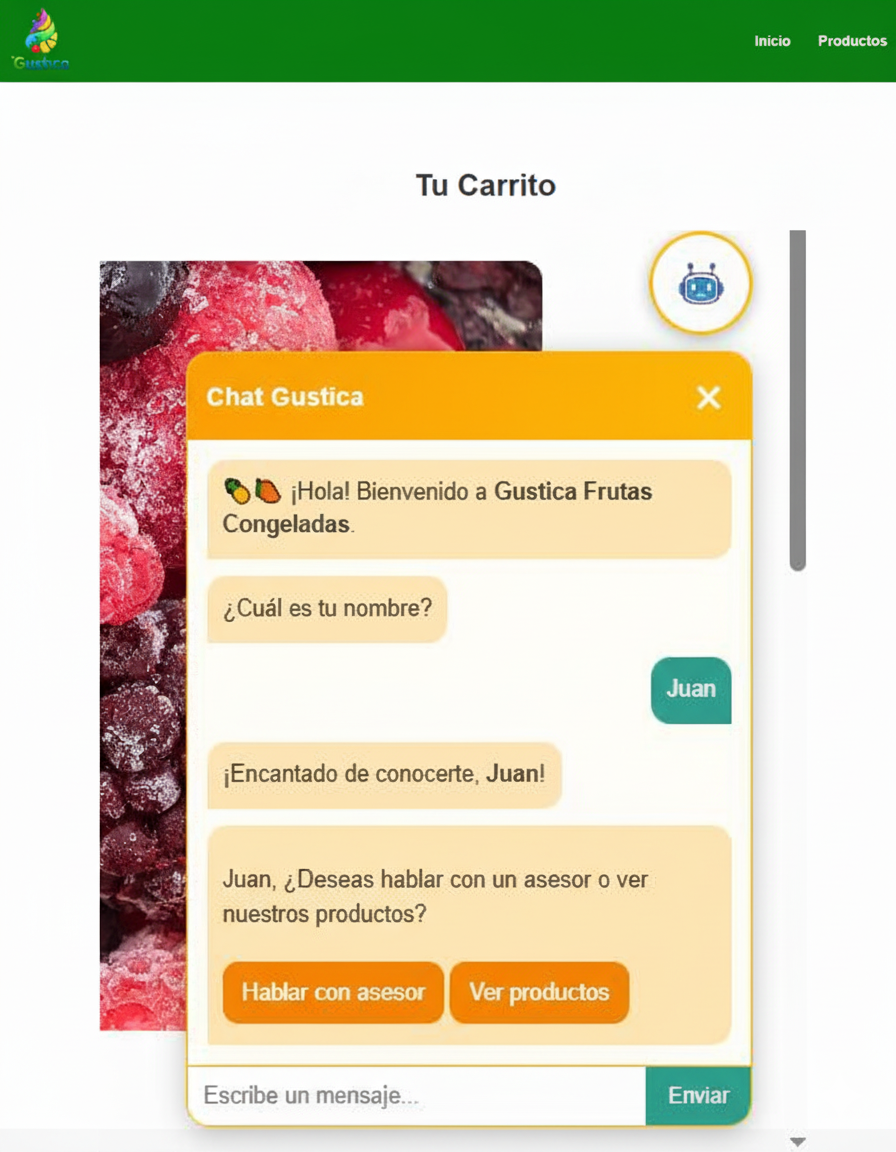 Gustica
Inicio
Productos
Tu Carrito
Chat Gustica
¡Hola! Bienvenido a Gustica Frutas
Congeladas.
¿Cuál es tu nombre?
Juan
¡Encantado de conocerte, Juan!
Juan, ¿Deseas hablar con un asesor o ver
nuestros productos?
Hablar con asesor
Ver productos
Escribe un mensaje...
Enviar